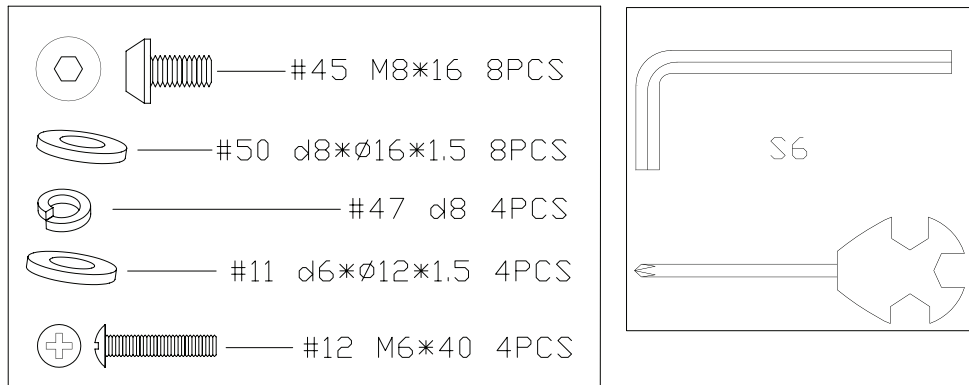 #45 M8*16 8PCS
#50 d8*Ø16*1.5 8PCS
#47 d8 4PCS
#11 d6*Ø12*1.5 4PCS
#12 M6*40 4PCS
S6